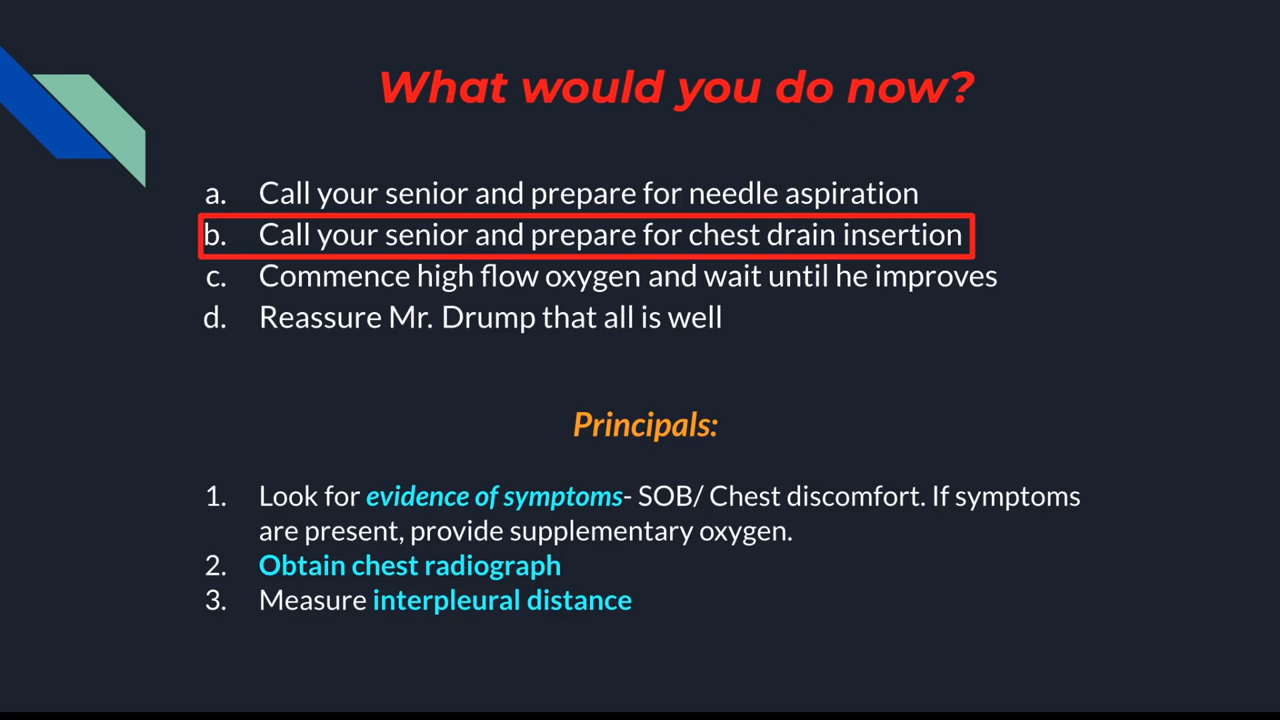 What would you do now?
a. Call your senior and prepare for needle aspiration
b. Call your senior and prepare for chest drain insertion
c. Commence high flow oxygen and wait until he improves
d. Reassure Mr. Drump that all is well
Principals:
1. Look for evidence of symptoms- SOB/ Chest discomfort. If symptoms
are present, provide supplementary oxygen.
2. Obtain chest radiograph
3. Measure interpleural distance